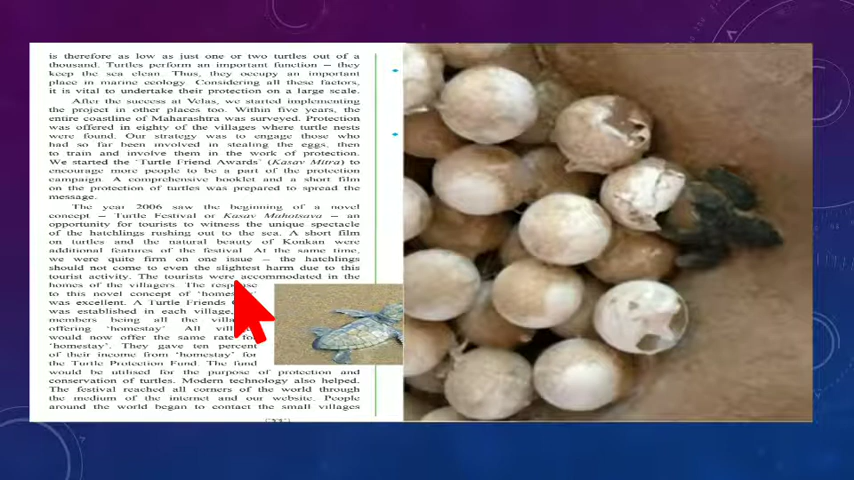 is therefore as low as just one or two turtles out of a
thousand. Turtles perform an important function – they
keep the sea clean. Thus, they occupy an important
place in marine ecology. Considering all these factors,
it is vital to undertake their protection on a large scale.
After the success at Velas, we started implementing
the project in other places too. Within five years, the
entire coastline of Maharashtra was surveyed. Protection
was offered in eighty of the villages where turtle nests
were found. Our strategy was to engage those who
had so far been involved in stealing the eggs, then
to train and involve them in the work of protection.
We started the 'Turtle Friend Awards' (Kasav Mitra) to
encourage more people to be a part of the protection
campaign. A comprehensive booklet and a short film
on the protection of turtles was prepared to spread the
message.
The year 2006 saw the beginning of a novel
concept – Turtle Festival or Kasav Mahotsava – an
opportunity for tourists to witness the unique spectacle
of the hatchlings rushing out to the sea. A short film
on turtles and the natural beauty of Konkan were
additional features of the festival. At the same time,
we were quite firm on one issue – the hatchlings
should not come to even the slightest harm due to this
tourist activity. The tourists were accommodated in the
homes of the villagers. The
to this novel concept of
was excellent. A Turtle Friends
was established in each village,
members being all the
offering 'homestay' All
would now offer the same rate
'homestay'. They gave ten percent
of their income from 'homestay' for
the Turtle Protection Fund. The fund
would be utilised for the purpose of protection and
conservation of turtles. Modern technology also helped.
The festival reached all corners of the world through
the medium of the internet and our website. People
around the world began to contact the small villages